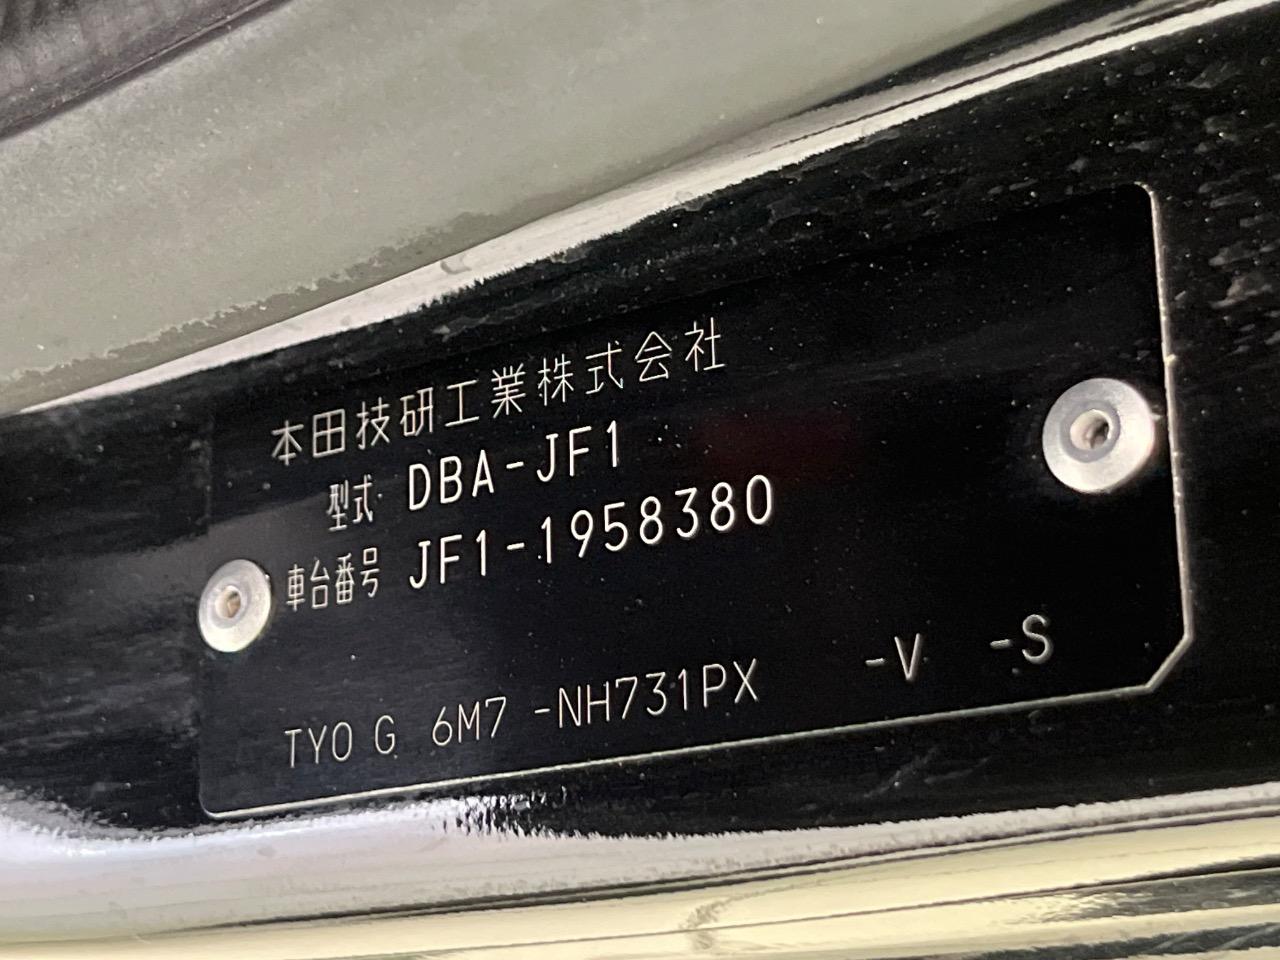 本田技研工業株式会社
型式 DBA-JF1
車台番号 JF1-1958380
TYO G 6M7 -NH731PX -V -S